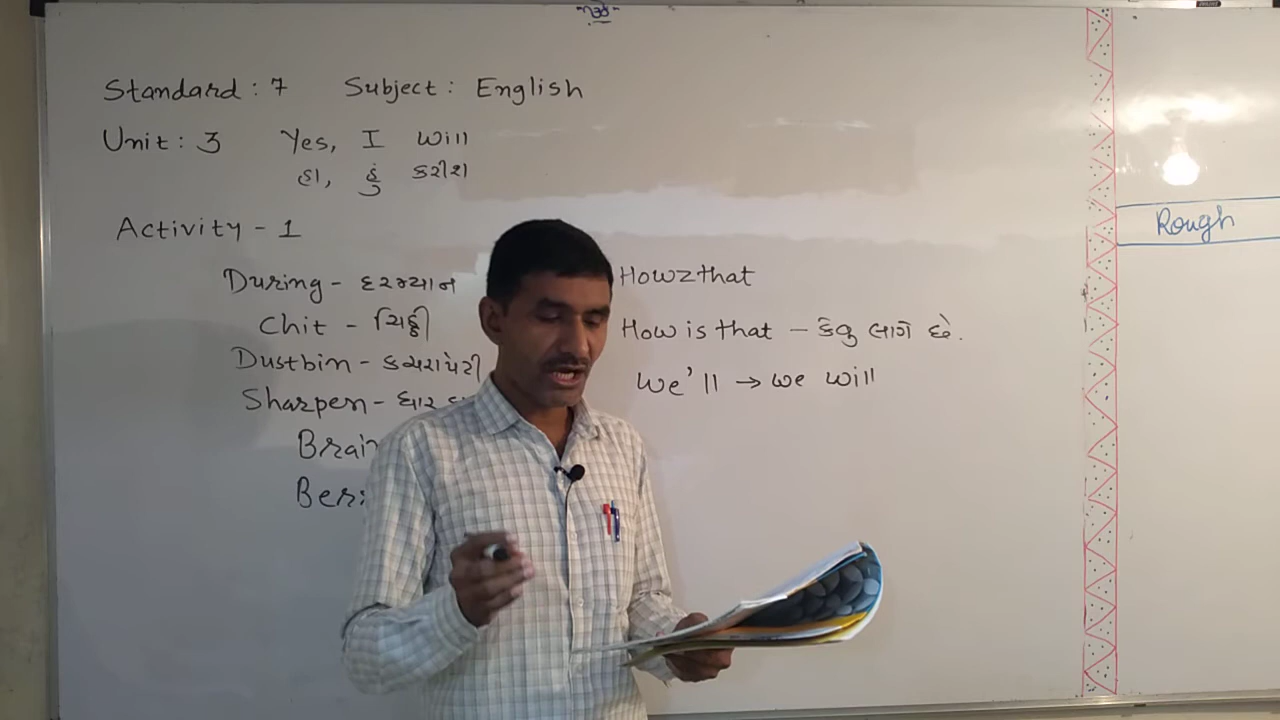 Standard : 7 Subject : English
Unit : 3 Yes, I will
હા, હું કરીશ
Rough
Activity - 1
During - દરમ્યાન
Chit - ચિઠ્ઠી
Dustbin - કચરાપેટી
Sharpen - ધાર
Howzthat
How is that - કેવુ લાગે છે.
We'll → we will